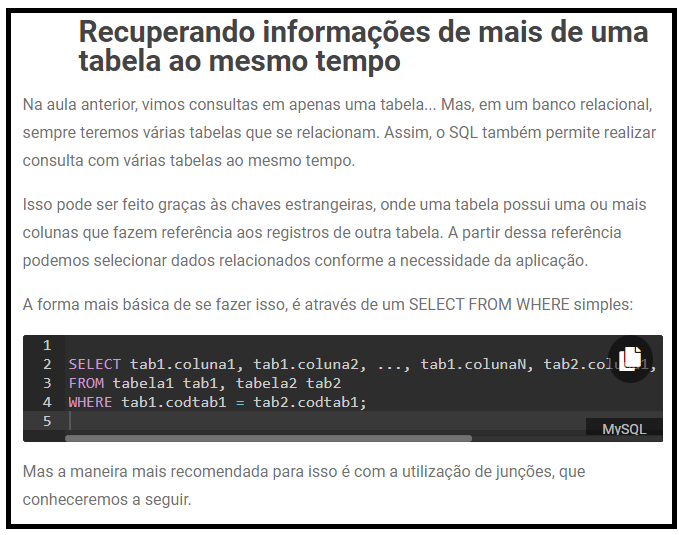 Recuperando informações de mais de uma
tabela ao mesmo tempo
Na aula anterior, vimos consultas em apenas uma tabela... Mas, em um banco relacional,
sempre teremos várias tabelas que se relacionam. Assim, o SQL também permite realizar
consulta com várias tabelas ao mesmo tempo.
Isso pode ser feito graças às chaves estrangeiras, onde uma tabela possui uma ou mais
colunas que fazem referência aos registros de outra tabela. A partir dessa referência
podemos selecionar dados relacionados conforme a necessidade da aplicação.
A forma mais básica de se fazer isso, é através de um SELECT FROM WHERE simples:
1
2 SELECT tab1.coluna1, tab1.coluna2, ..., tab1.colunaN,
3 FROM tabela1 tab1, tabela2 tab2
4 WHERE tab1.codtab1 = tab2.codtab1;
5
MySQL
Mas a maneira mais recomendada para isso é com a utilização de junções, que
conheceremos a seguir.